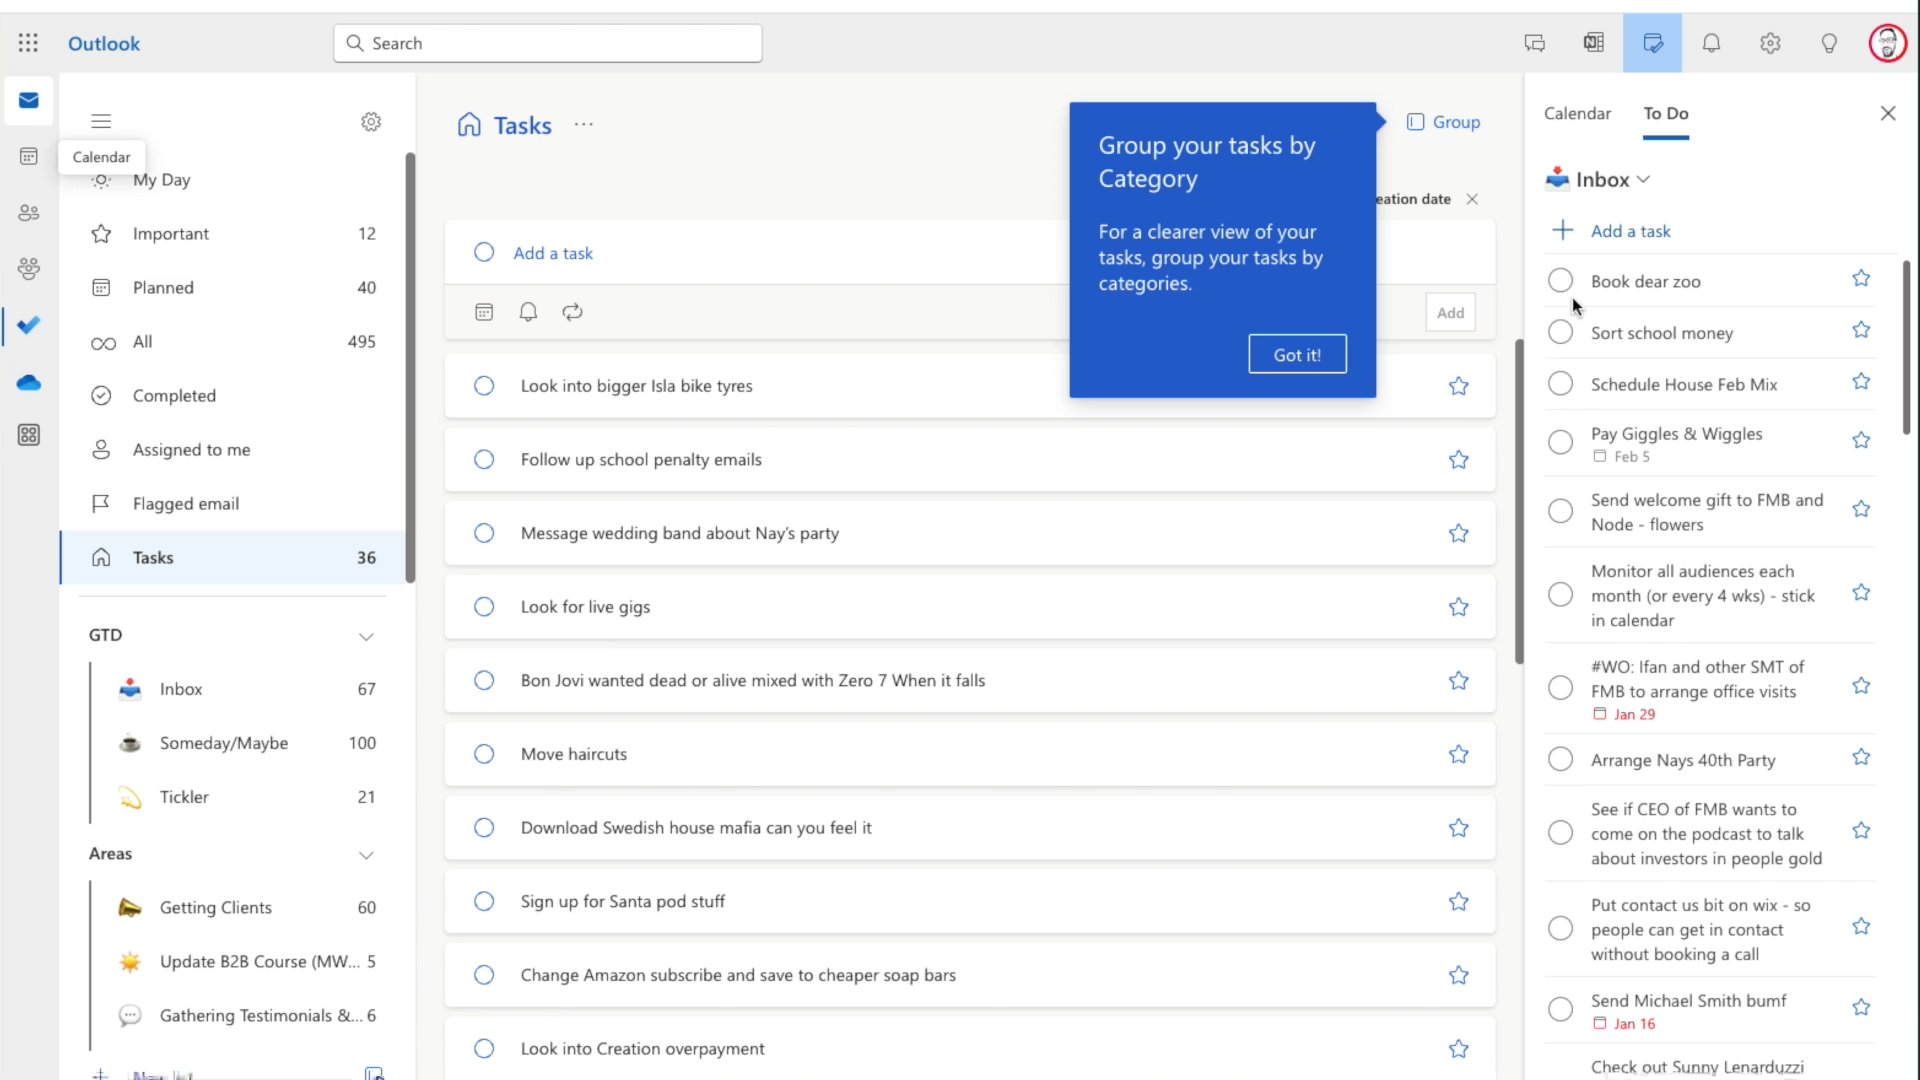 Outlook
Search
Calendar
My Day
Important 12
Planned 40
All 495
Completed
Assigned to me
Flagged email
Tasks 36
GTD
Inbox 67
Someday/Maybe 100
Tickler 21
Areas
Getting Clients 60
Update B2B Course (MW... 5
Gathering Testimonials &... 6
Tasks ...
Group
eation date
Group your tasks by
Category
For a clearer view of your
tasks, group your tasks by
categories.
Got it!
Add a task
Add
Look into bigger Isla bike tyres
Follow up school penalty emails
Message wedding band about Nay's party
Look for live gigs
Bon Jovi wanted dead or alive mixed with Zero 7 When it falls
Move haircuts
Download Swedish house mafia can you feel it
Sign up for Santa pod stuff
Change Amazon subscribe and save to cheaper soap bars
Look into Creation overpayment
Calendar To Do
Inbox
Add a task
Book dear zoo
Sort school money
Schedule House Feb Mix
Pay Giggles & Wiggles
Feb 5
Send welcome gift to FMB and
Node - flowers
Monitor all audiences each
month (or every 4 wks) - stick
in calendar
#WO: Ifan and other SMT of
FMB to arrange office visits
Jan 29
Arrange Nays 40th Party
See if CEO of FMB wants to
come on the podcast to talk
about investors in people gold
Put contact us bit on wix - so
people can get in contact
without booking a call
Send Michael Smith bumf
Jan 16
Check out Sunny Lenarduzzi